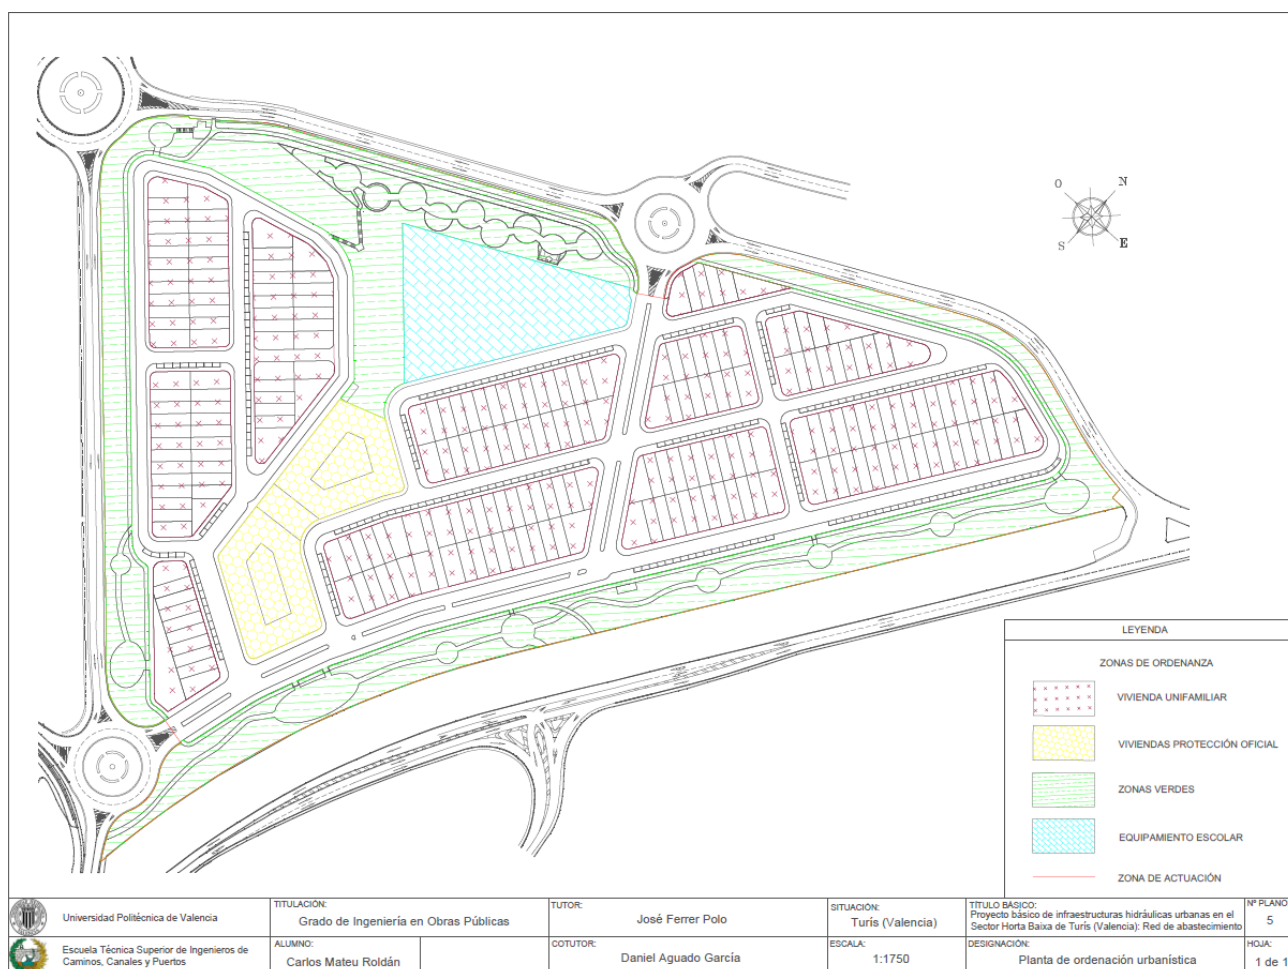 O
N
S
E
LEYENDA
ZONAS DE ORDENANZA
VIVIENDA UNIFAMILIAR
VIVIENDAS PROTECCIÓN OFICIAL
ZONAS VERDES
EQUIPAMIENTO ESCOLAR
ZONA DE ACTUACIÓN
Universidad Politécnica de Valencia
TITULACIÓN:
Grado de Ingeniería en Obras Públicas
TUTOR:
José Ferrer Polo
SITUACIÓN:
Turís (Valencia)
TÍTULO BÁSICO:
Proyecto básico de infraestructuras hidráulicas urbanas en el
Sector Horta Baixa de Turís (Valencia): Red de abastecimiento
Nº PLANO
5
Escuela Técnica Superior de Ingenieros de
Caminos, Canales y Puertos
ALUMNO:
Carlos Mateu Roldán
COTUTOR:
Daniel Aguado García
ESCALA:
1:1750
DESIGNACIÓN:
Planta de ordenación urbanística
HOJA:
1 de 1